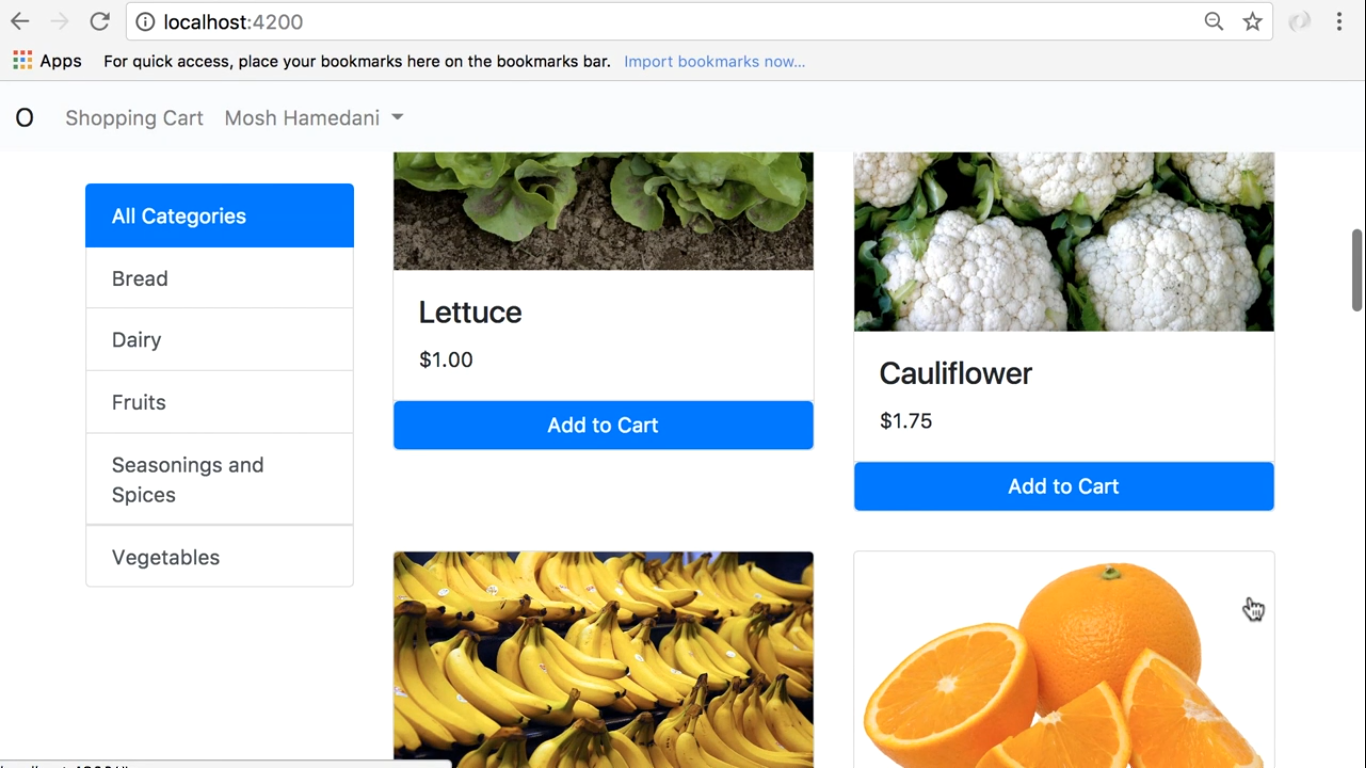 localhost:4200
Apps For quick access, place your bookmarks here on the bookmarks bar. Import bookmarks now...
O Shopping Cart Mosh Hamedani
All Categories
Bread
Dairy
Fruits
Seasonings and
Spices
Vegetables
Lettuce
$1.00
Add to Cart
Cauliflower
$1.75
Add to Cart